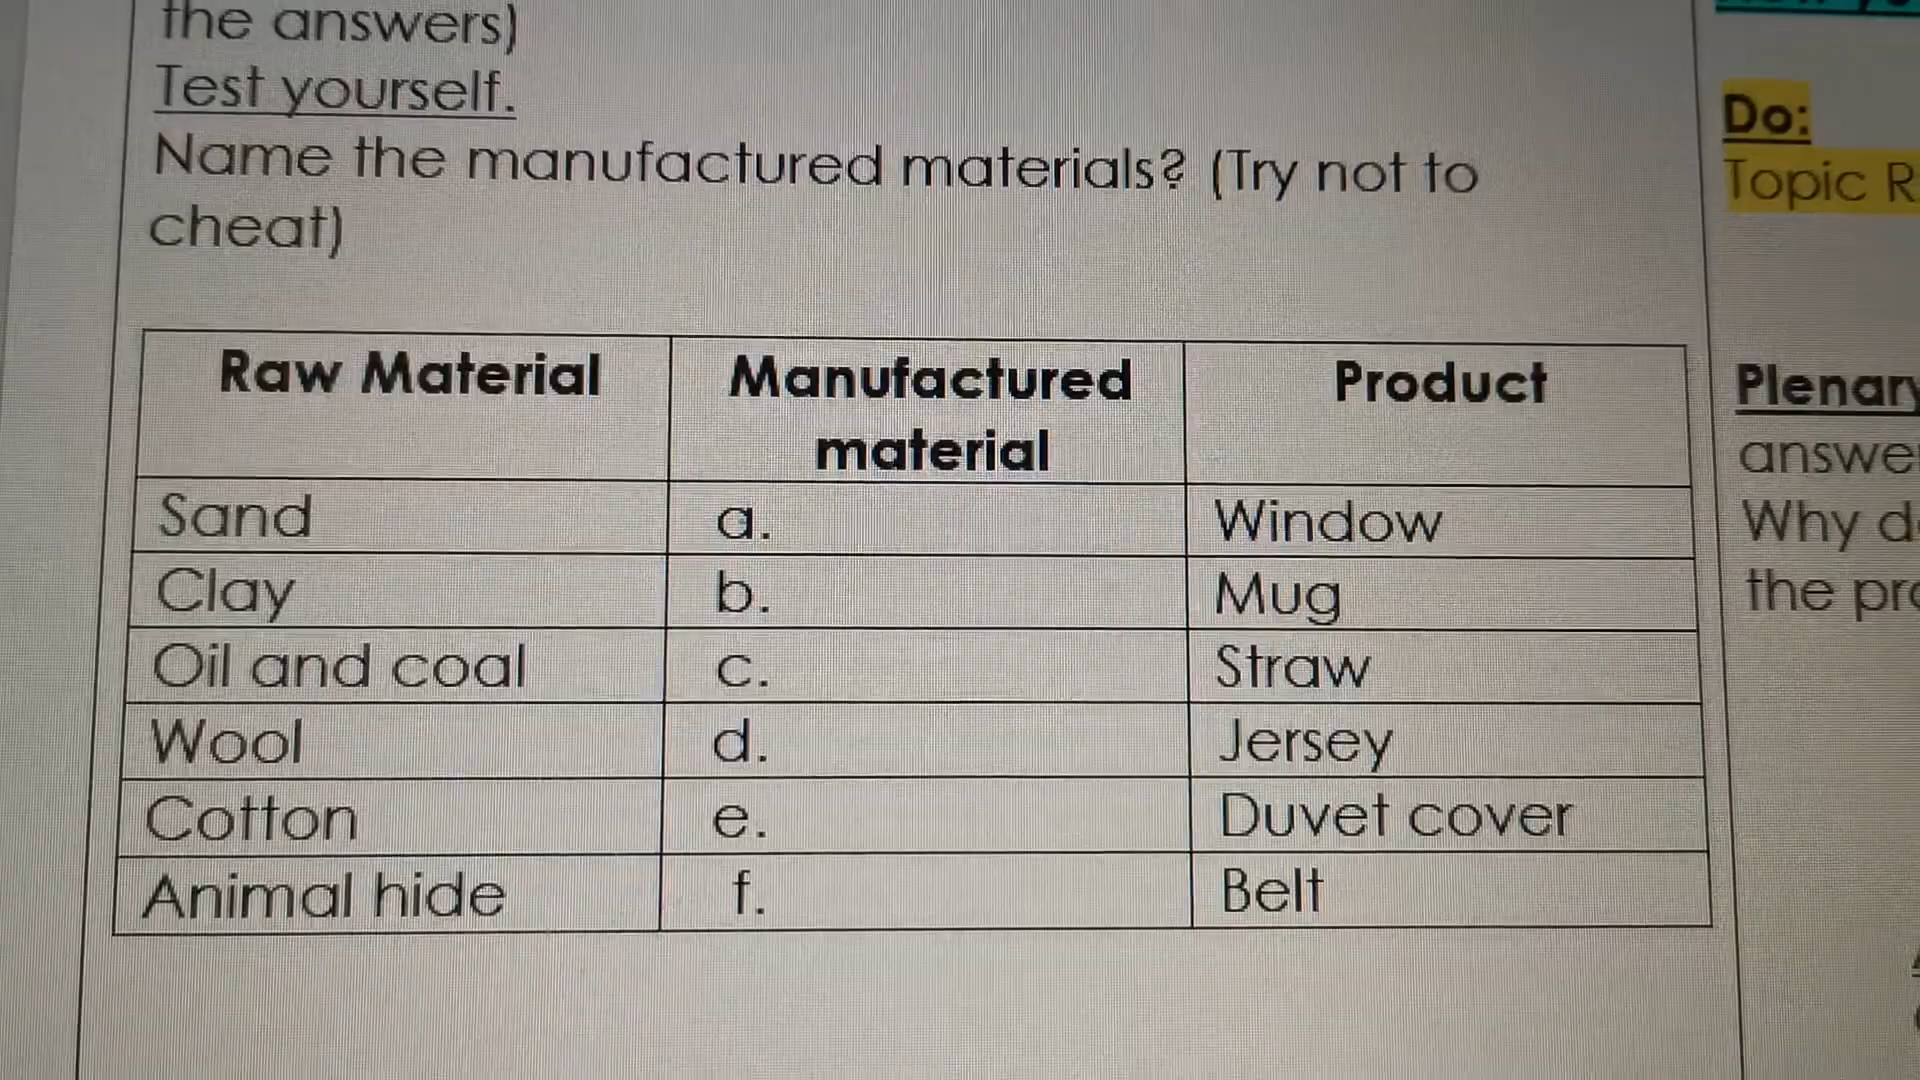 the answers)
Test yourself.
Name the manufactured materials? (Try not to
cheat)
Raw Material Manufactured material Product
Sand a. Window
Clay b. Mug
Oil and coal c. Straw
Wool d. Jersey
Cotton e. Duvet cover
Animal hide f. Belt
Do:
Topic R
Plenary
answer
Why d
the pro